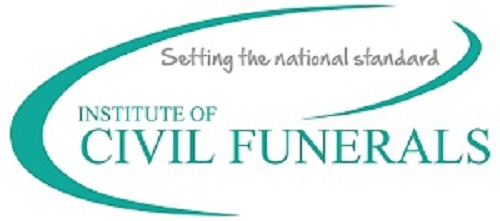 Setting the national standard
INSTITUTE OF
CIVIL FUNERALS